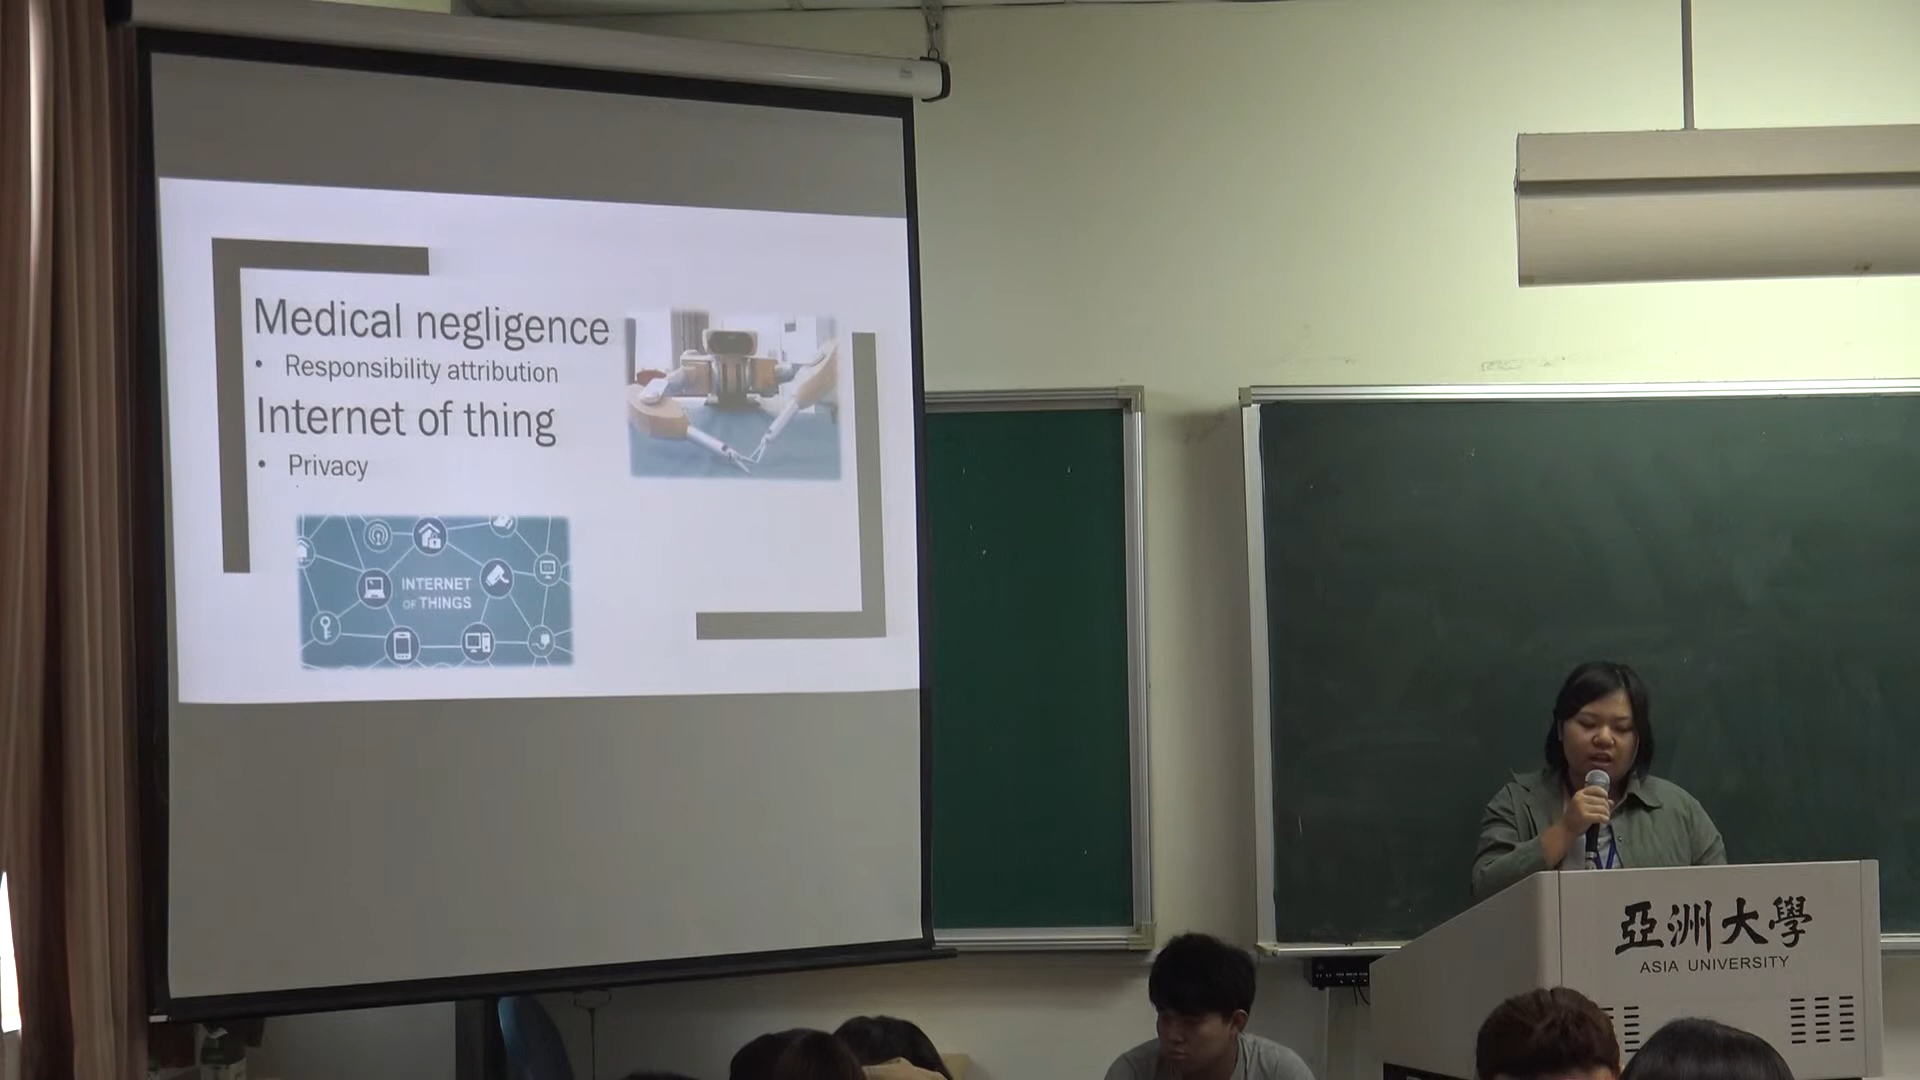 Medical negligence
• Responsibility attribution
Internet of thing
• Privacy
INTERNET
OF THINGS
亞洲大學
ASIA UNIVERSITY